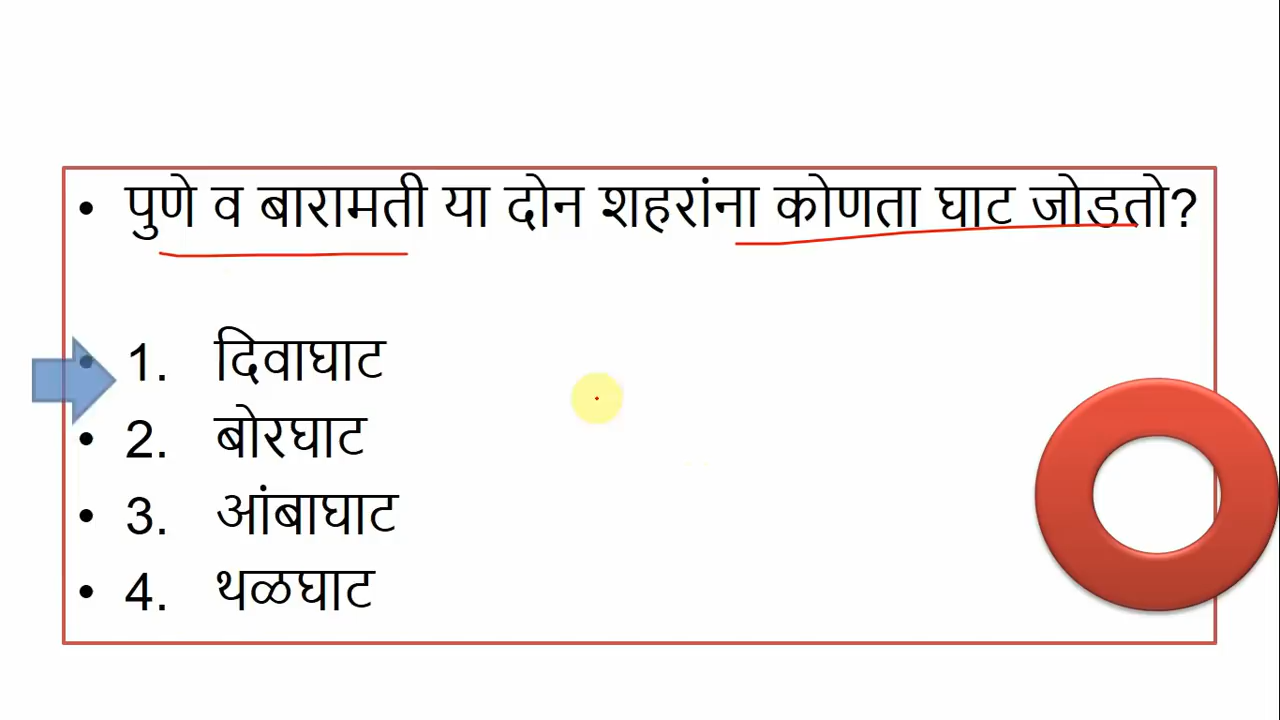 • पुणे व बारामती या दोन शहरांना कोणता घाट जोडतो?
• 1. दिवाघाट
• 2. बोरघाट
• 3. आंबाघाट
• 4. थळघाट